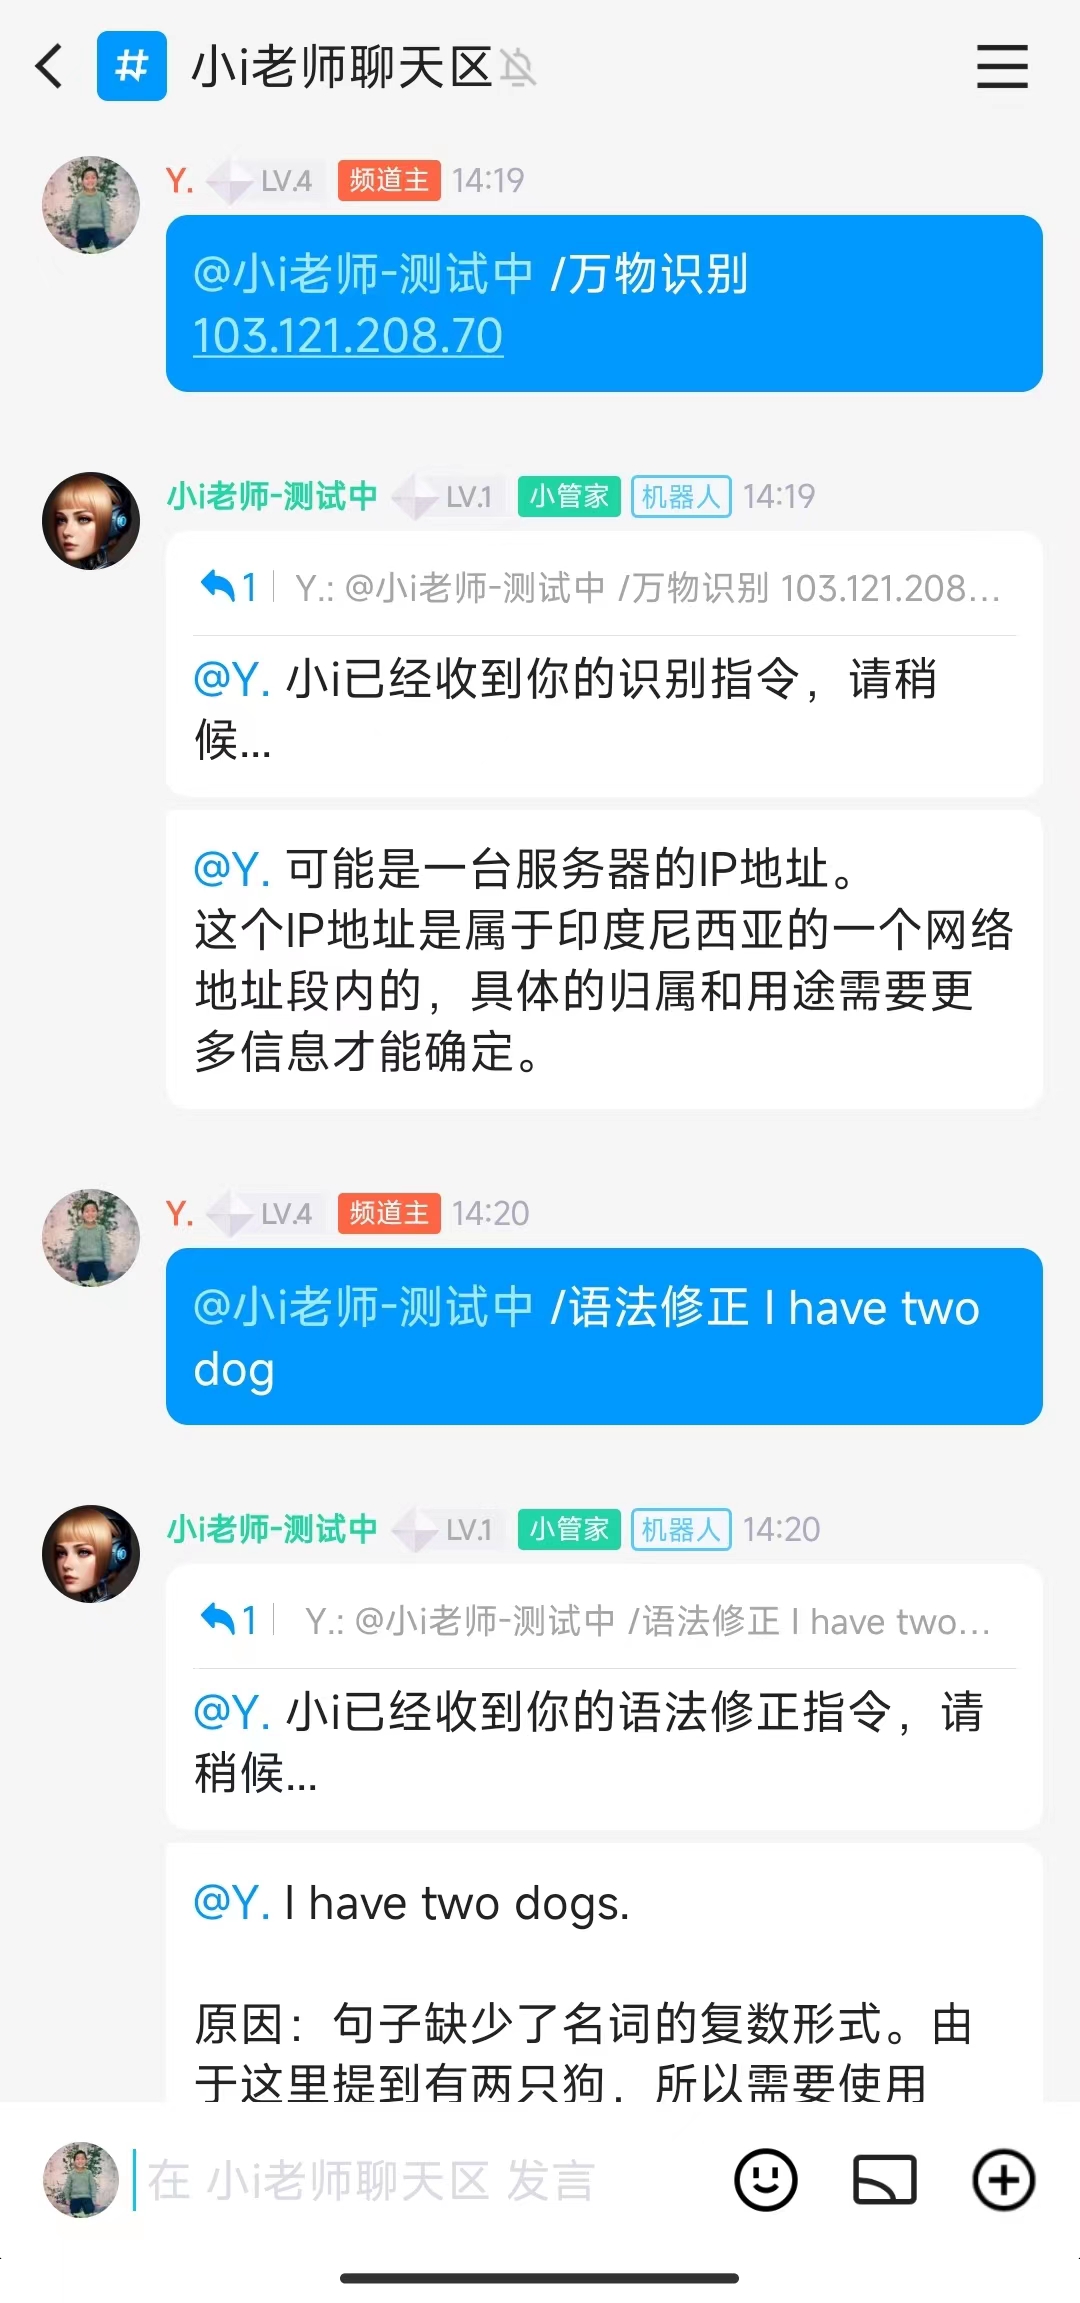 小i老师聊天区
Y. LV.4 频道主 14:19
@小i老师-测试中 /万物识别
103.121.208.70
小i老师-测试中 LV.1 小管家 机器人 14:19
1 Y.: @小i老师-测试中 /万物识别 103.121.208...
@Y. 小i已经收到你的识别指令，请稍
候...
@Y. 可能是一台服务器的IP地址。
这个IP地址是属于印度尼西亚的一个网络
地址段内的，具体的归属和用途需要更
多信息才能确定。
Y. LV.4 频道主 14:20
@小i老师-测试中 /语法修正 I have two
dog
小i老师-测试中 LV.1 小管家 机器人 14:20
1 Y.: @小i老师-测试中 /语法修正 I have two...
@Y. 小i已经收到你的语法修正指令，请
稍候...
@Y. I have two dogs.
原因：句子缺少了名词的复数形式。由
于这里提到有两只狗，所以需要使用
在 小i老师聊天区 发言